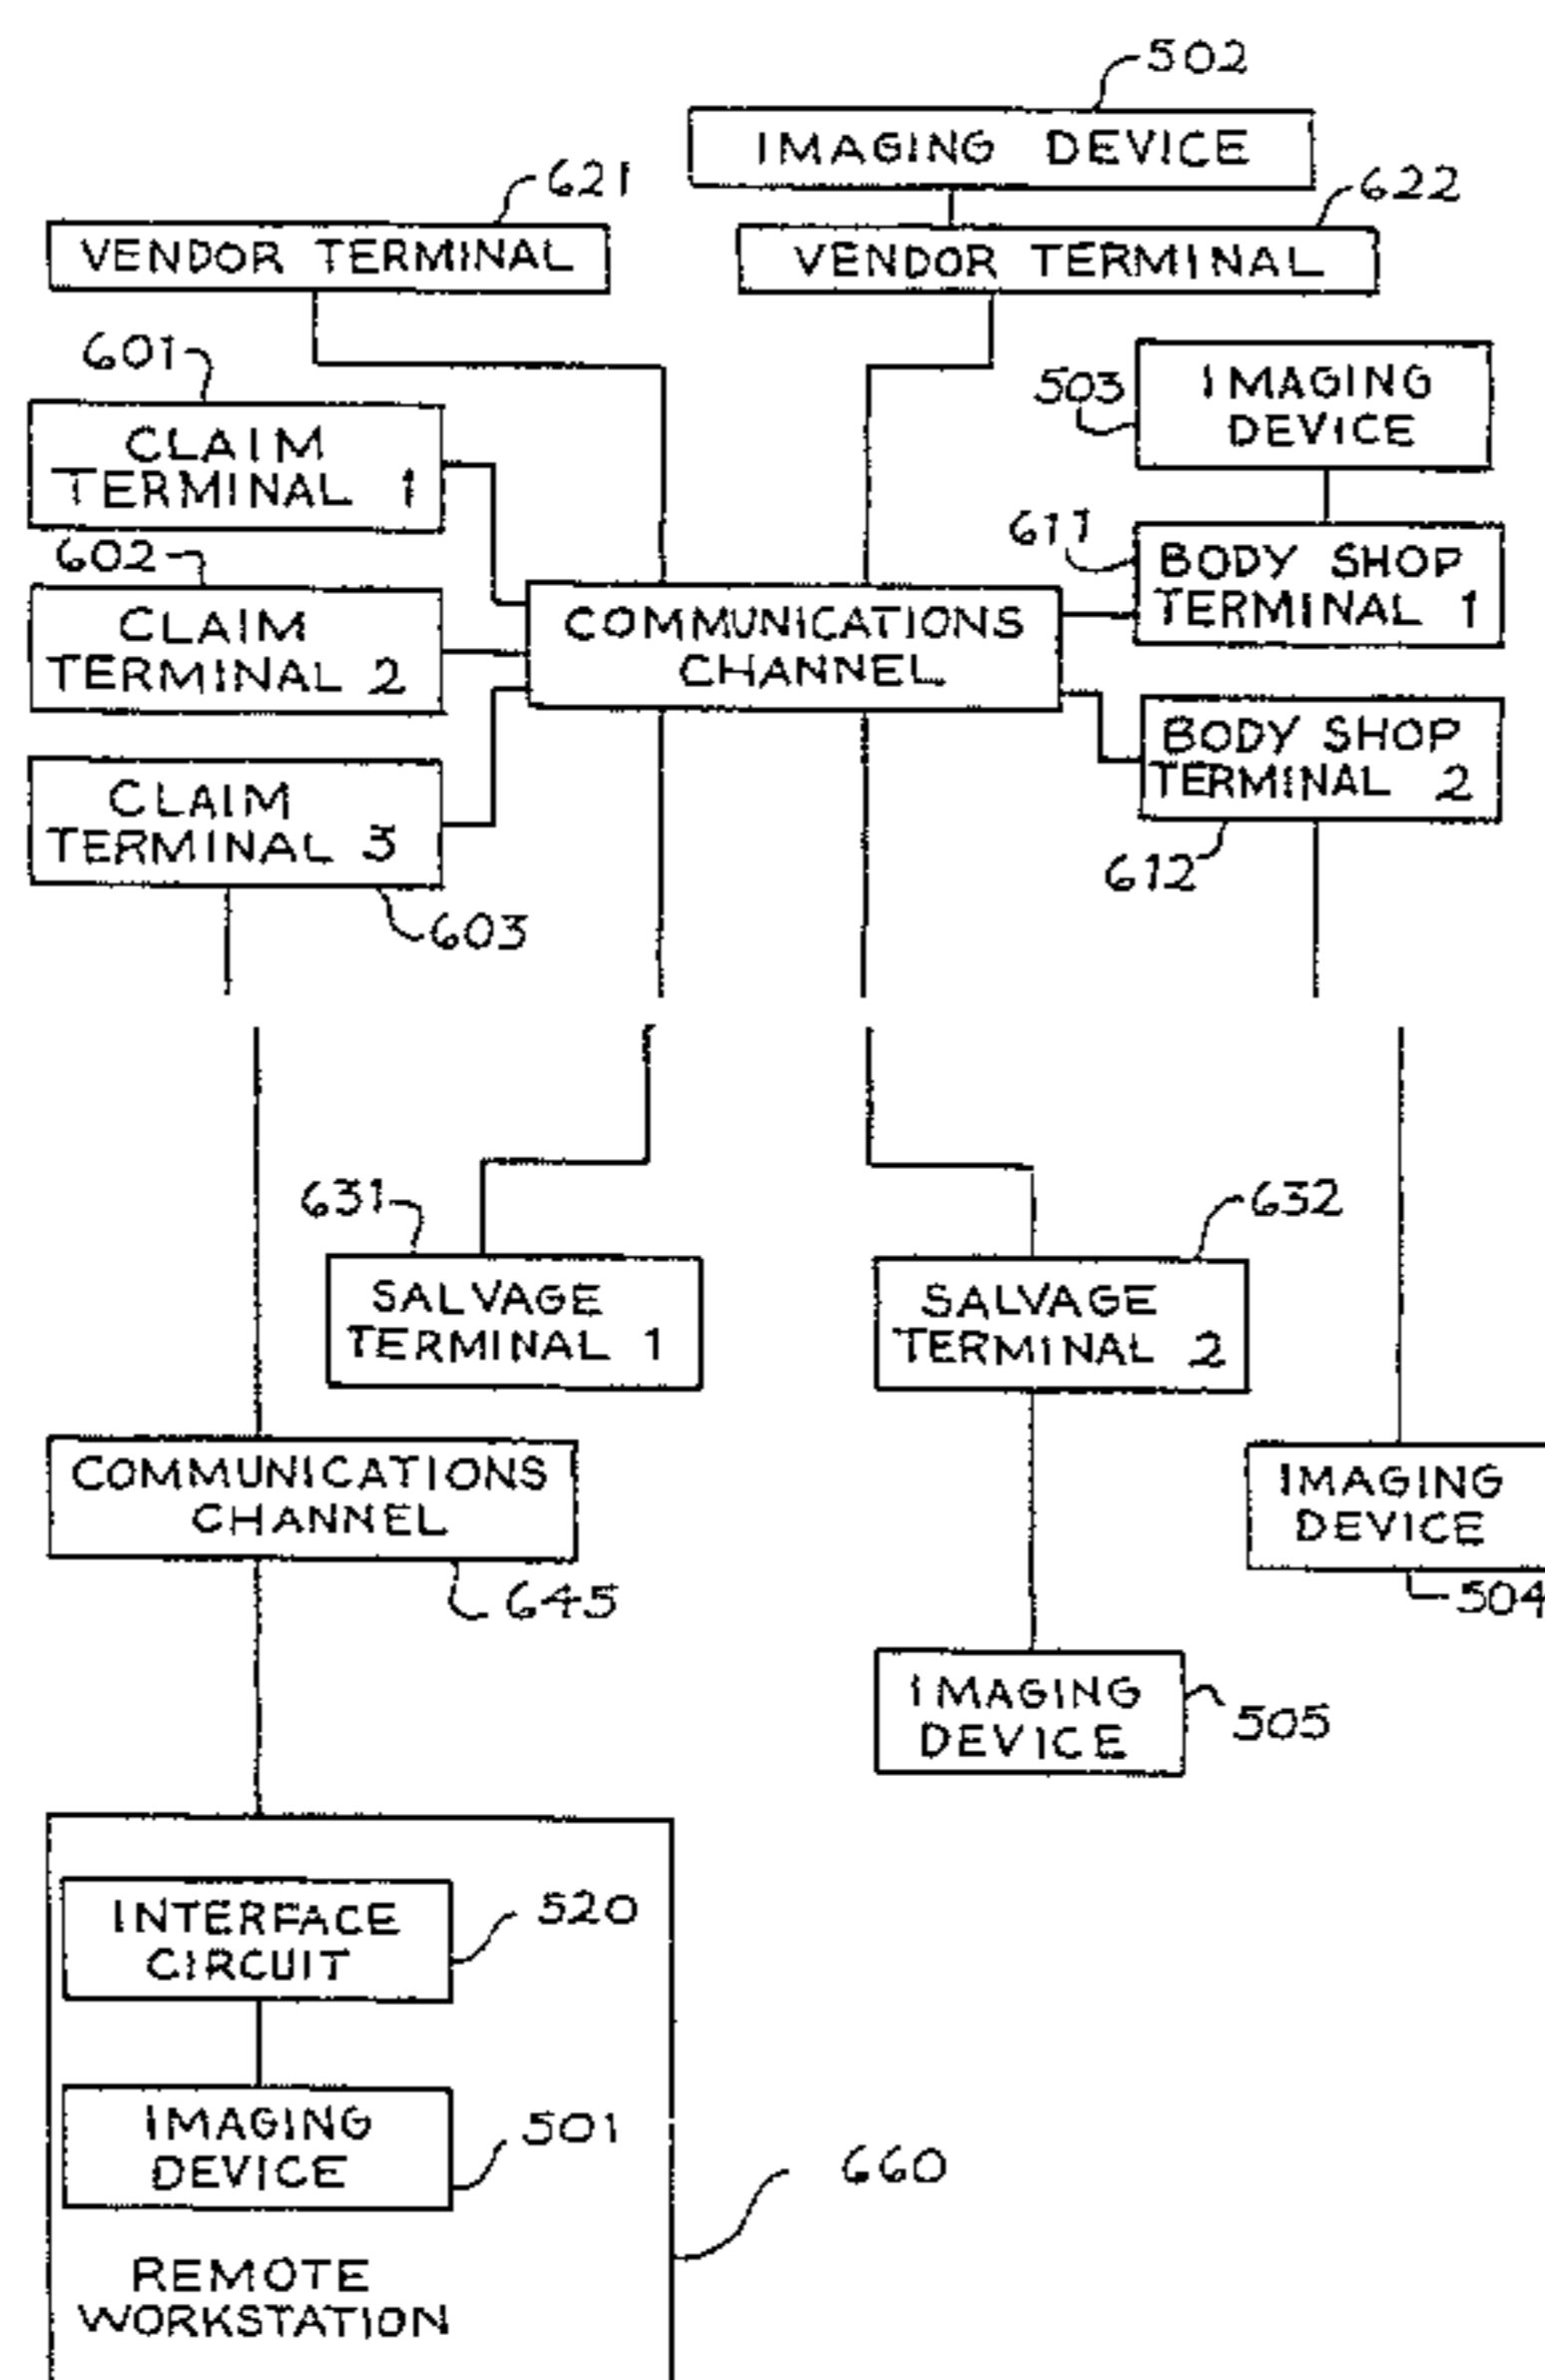 502
IMAGING DEVICE
621
622
VENDOR TERMINAL
VENDOR TERMINAL
601
CLAIM
TERMINAL 1
503
IMAGING
DEVICE
602
CLAIM
TERMINAL 2
COMMUNICATIONS
CHANNEL
611
BODY SHOP
TERMINAL 1
CLAIM
TERMINAL 3
603
BODY SHOP
TERMINAL 2
612
631
SALVAGE
TERMINAL 1
632
SALVAGE
TERMINAL 2
COMMUNICATIONS
CHANNEL
645
IMAGING
DEVICE
504
IMAGING
DEVICE
505
INTERFACE
CIRCUIT
520
IMAGING
DEVICE
501
660
REMOTE
WORKSTATION